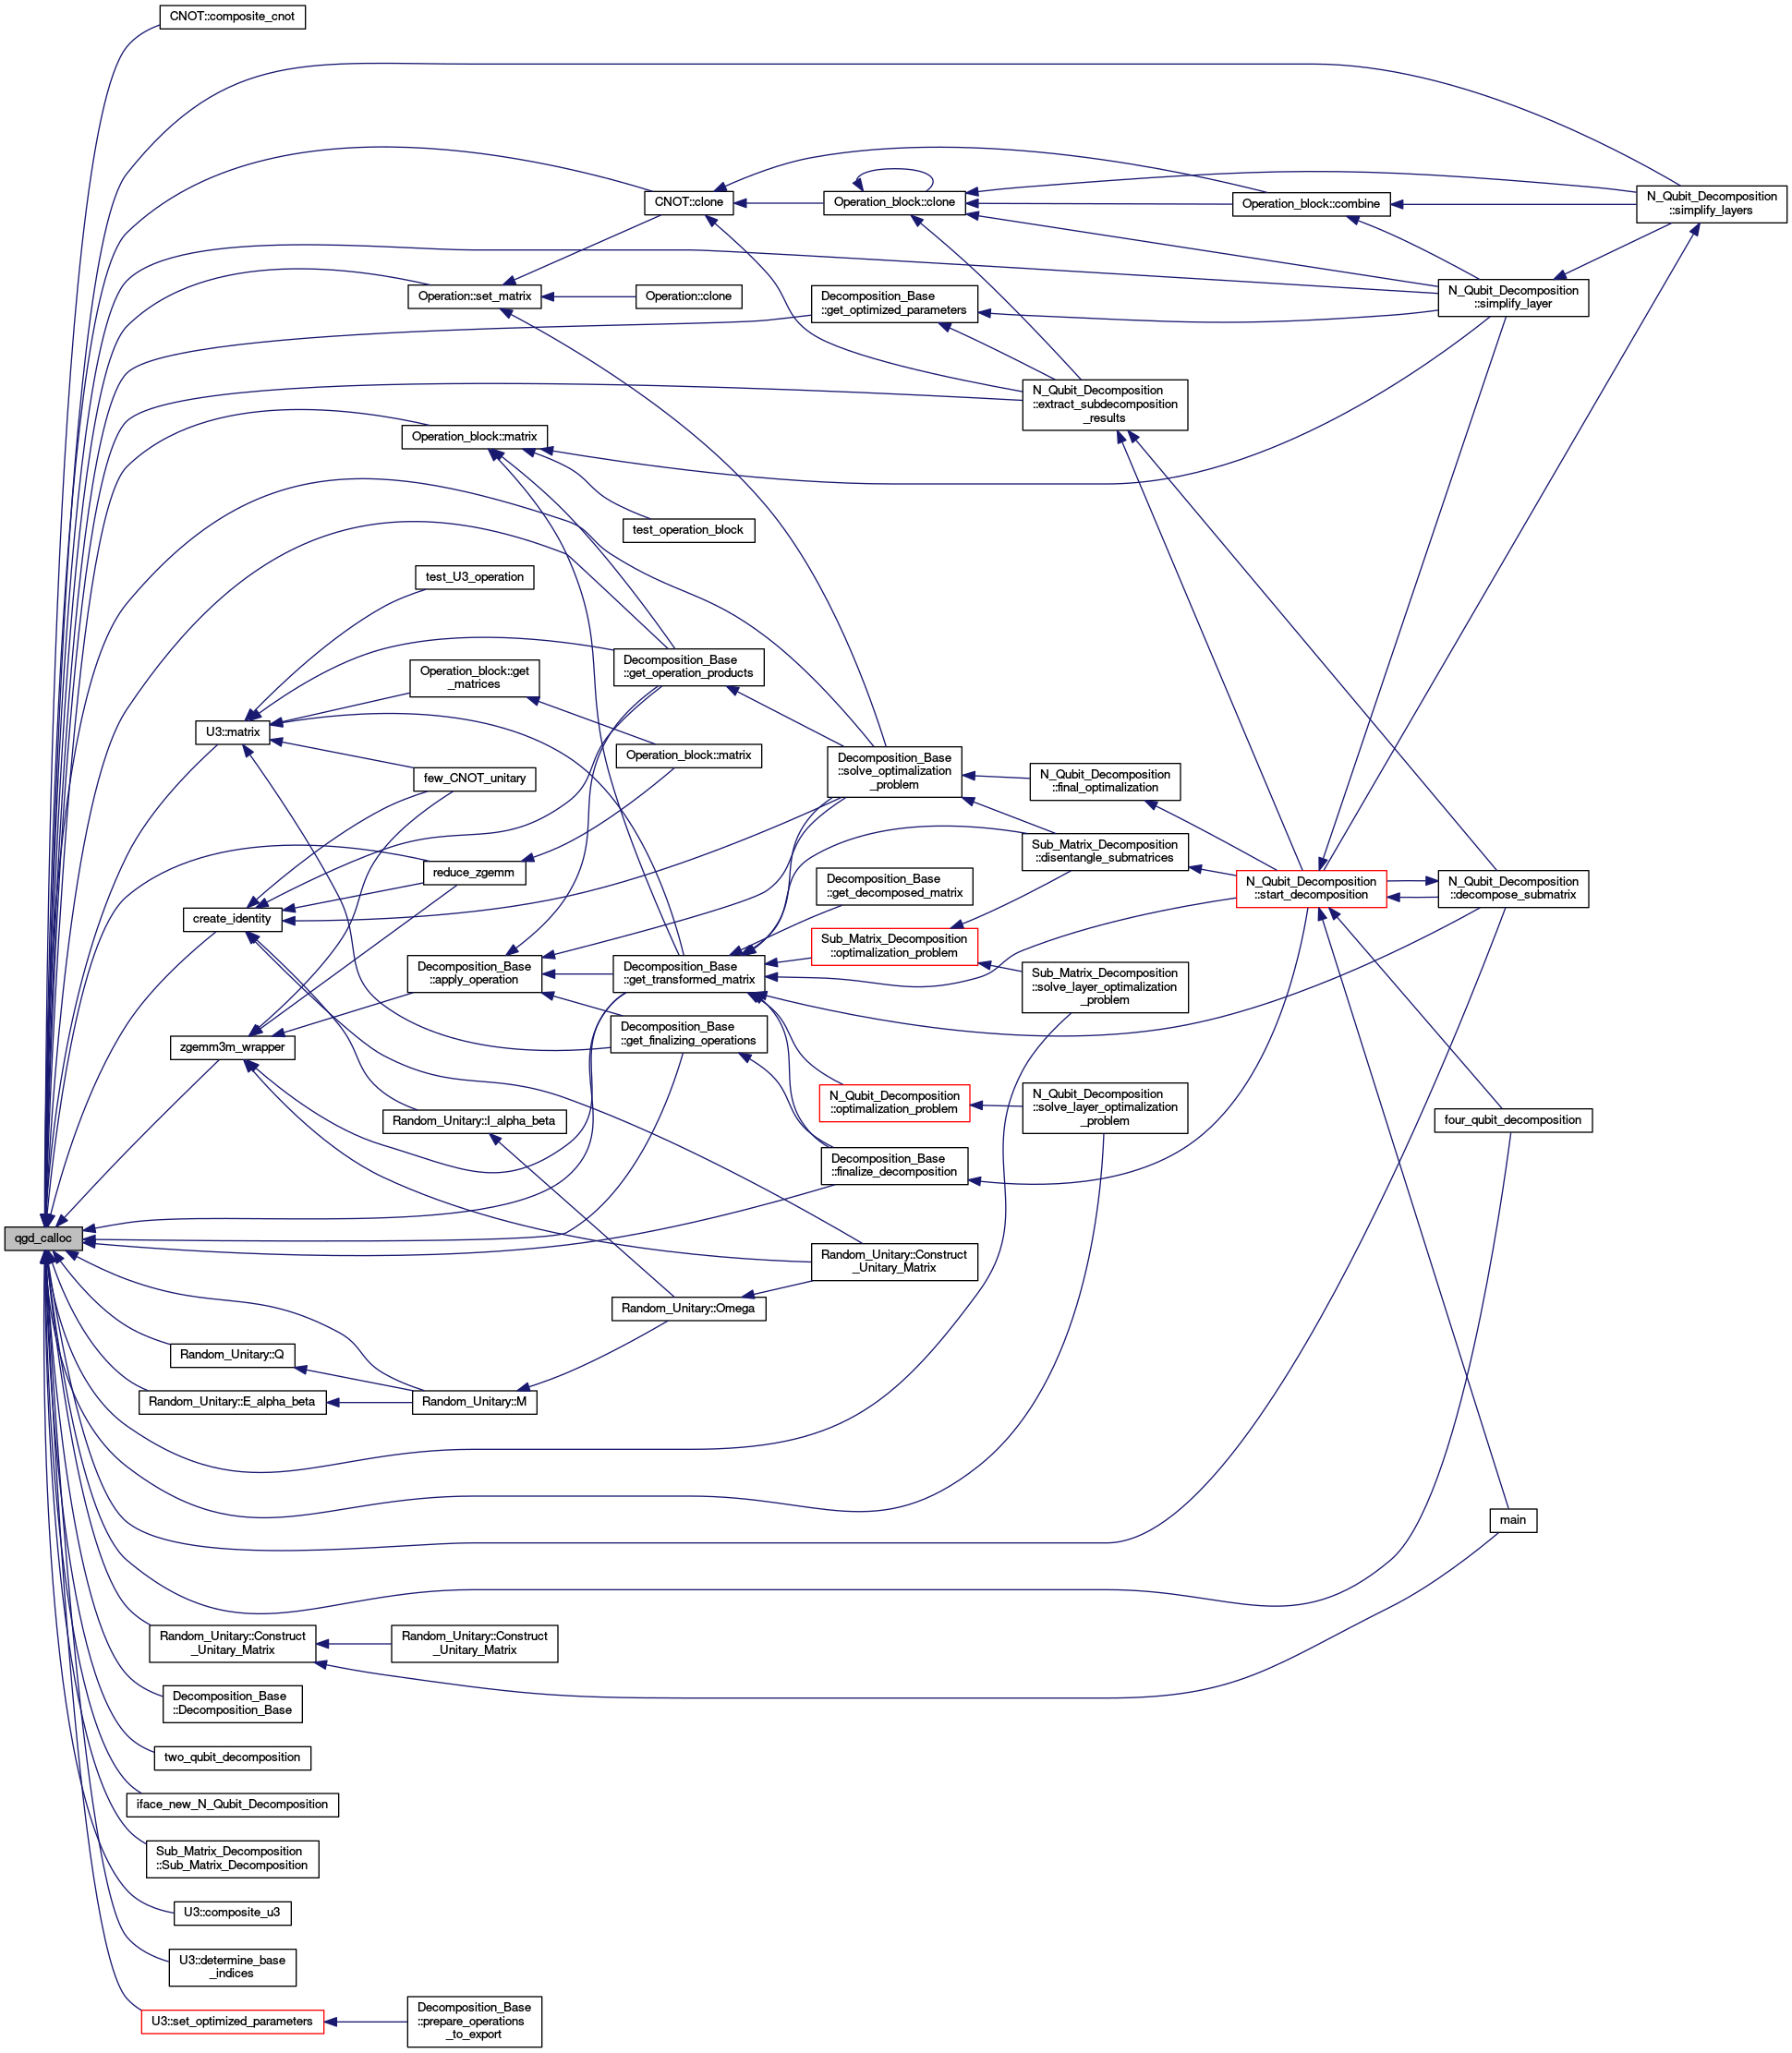 CNOT::composite_cnot
CNOT::clone
Operation_block::clone
Operation_block::combine
N_Qubit_Decomposition
::simplify_layers
Operation::set_matrix
Operation::clone
Decomposition_Base
::get_optimized_parameters
N_Qubit_Decomposition
::simplify_layer
N_Qubit_Decomposition
::extract_subdecomposition
_results
Operation_block::matrix
test_operation_block
test_U3_operation
Decomposition_Base
::get_operation_products
Operation_block::get
_matrices
U3::matrix
Operation_block::matrix
few_CNOT_unitary
Decomposition_Base
::solve_optimalization
_problem
N_Qubit_Decomposition
::final_optimalization
Sub_Matrix_Decomposition
::disentangle_submatrices
reduce_zgemm
create_identity
Decomposition_Base
::get_decomposed_matrix
N_Qubit_Decomposition
::start_decomposition
N_Qubit_Decomposition
::decompose_submatrix
Sub_Matrix_Decomposition
::optimalization_problem
Decomposition_Base
::apply_operation
Decomposition_Base
::get_transformed_matrix
Sub_Matrix_Decomposition
::solve_layer_optimalization
_problem
Decomposition_Base
::get_finalizing_operations
zgemm3m_wrapper
N_Qubit_Decomposition
::optimalization_problem
N_Qubit_Decomposition
::solve_layer_optimalization
_problem
Random_Unitary::I_alpha_beta
four_qubit_decomposition
Decomposition_Base
::finalize_decomposition
qgd_calloc
Random_Unitary::Construct
_Unitary_Matrix
Random_Unitary::Omega
Random_Unitary::Q
Random_Unitary::E_alpha_beta
Random_Unitary::M
main
Random_Unitary::Construct
_Unitary_Matrix
Random_Unitary::Construct
_Unitary_Matrix
Decomposition_Base
::Decomposition_Base
two_qubit_decomposition
iface_new_N_Qubit_Decomposition
Sub_Matrix_Decomposition
::Sub_Matrix_Decomposition
U3::composite_u3
U3::determine_base
_indices
U3::set_optimized_parameters
Decomposition_Base
::prepare_operations
_to_export